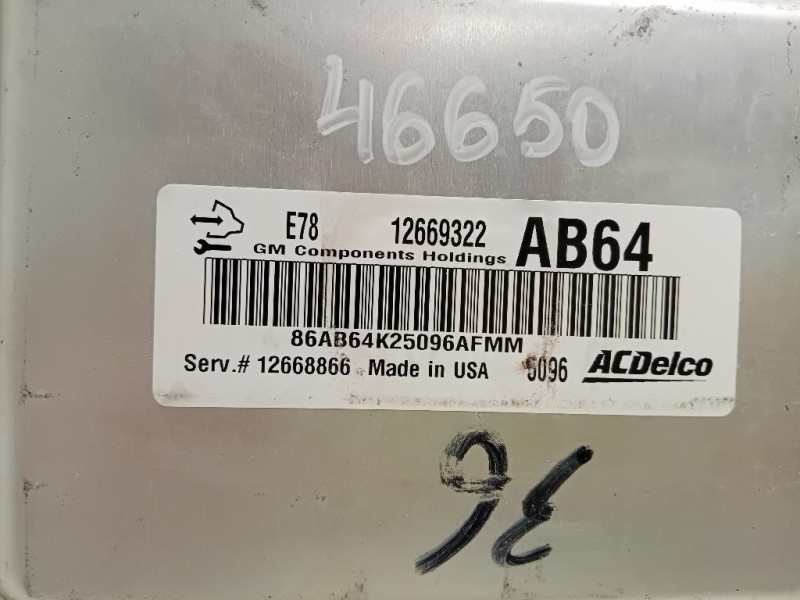 46650
E78 12669322 AB64
GM Components Holdings
86AB64K25096AFMM
Serv.# 12668866 Made in USA 5096 ACDelco